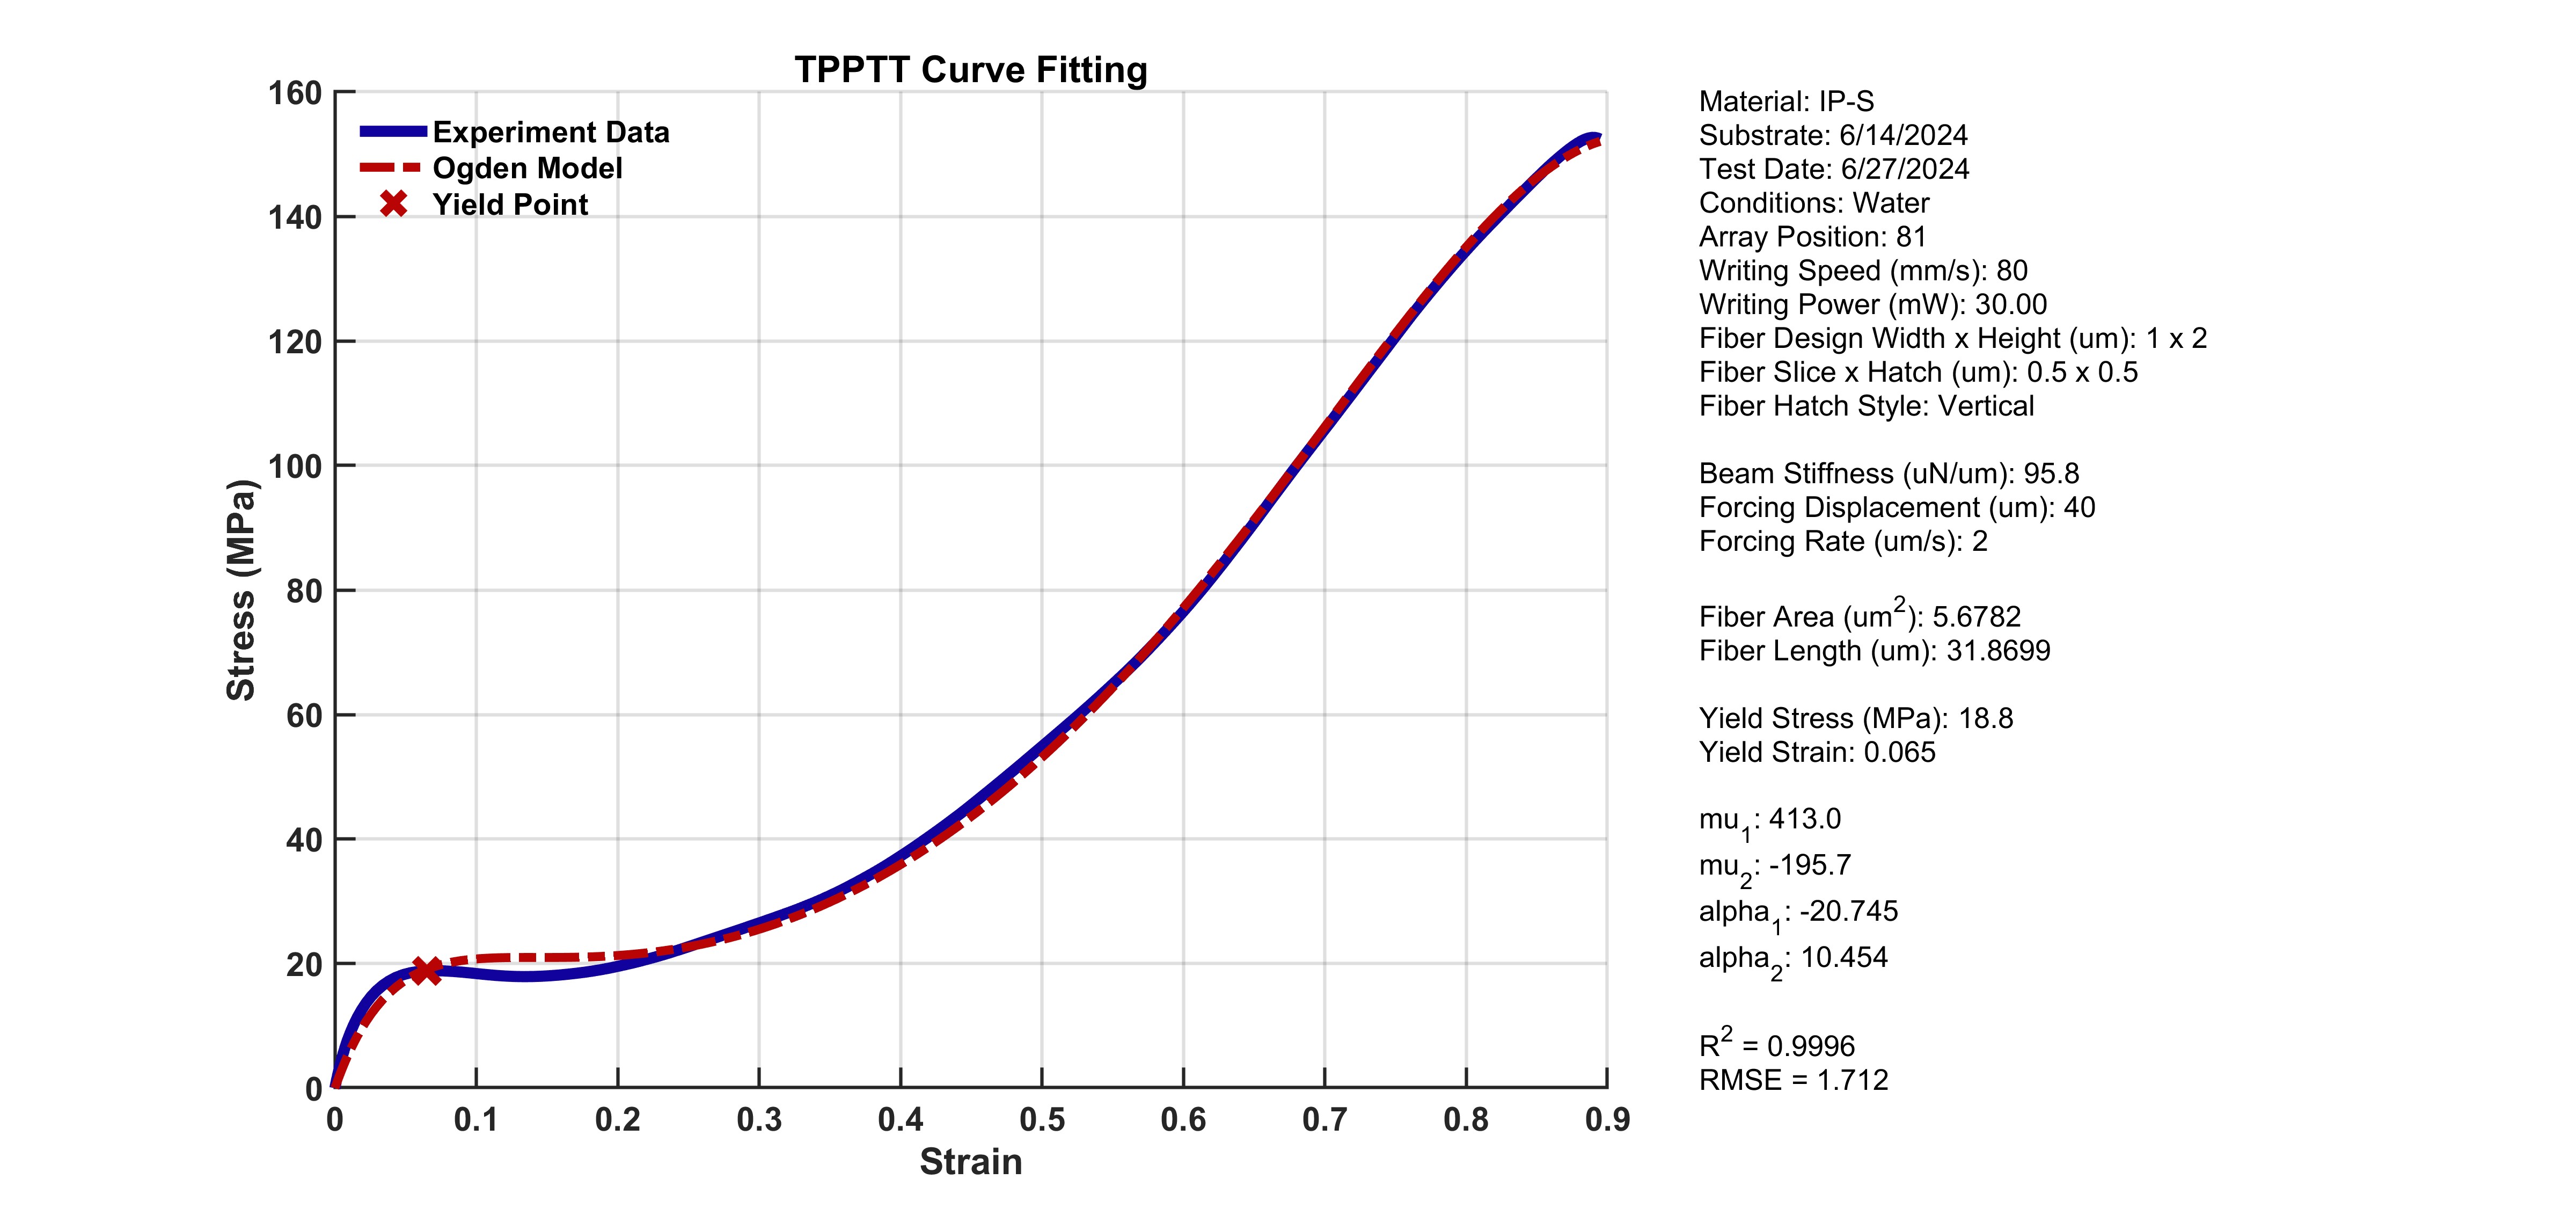 TPPTT Curve Fitting
160
140
120
100
80
60
40
20
0
Stress (MPa)
Experiment Data
Ogden Model
Yield Point
0 0.1 0.2 0.3 0.4 0.5 0.6 0.7 0.8 0.9
Strain
Material: IP-S
Substrate: 6/14/2024
Test Date: 6/27/2024
Conditions: Water
Array Position: 81
Writing Speed (mm/s): 80
Writing Power (mW): 30.00
Fiber Design Width x Height (um): 1 x 2
Fiber Slice x Hatch (um): 0.5 x 0.5
Fiber Hatch Style: Vertical
Beam Stiffness (uN/um): 95.8
Forcing Displacement (um): 40
Forcing Rate (um/s): 2
Fiber Area (um²): 5.6782
Fiber Length (um): 31.8699
Yield Stress (MPa): 18.8
Yield Strain: 0.065
mu₁: 413.0
mu₂: -195.7
alpha₁: -20.745
alpha₂: 10.454
R² = 0.9996
RMSE = 1.712